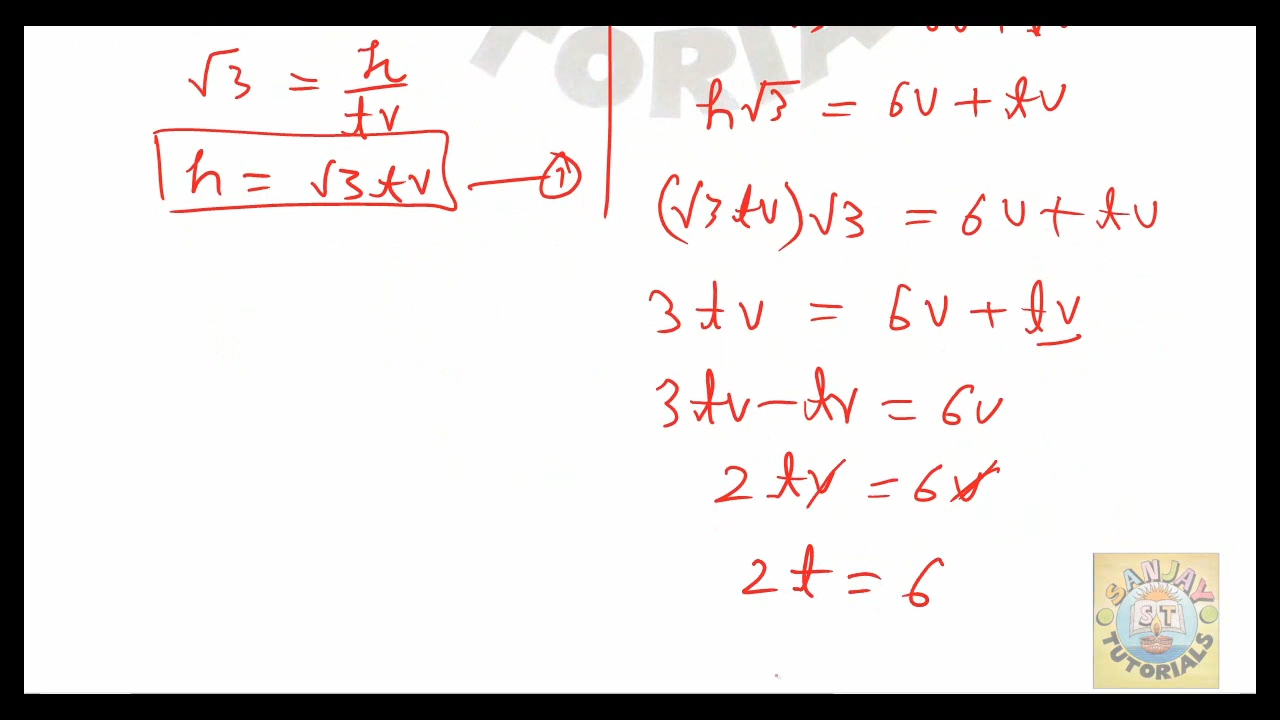 √3 = h/tv
h = √3tv —— ①
h√3 = 6v + tv
(√3tv)√3 = 6v + tv
3tv = 6v + tv
3tv − tv = 6v
2tv = 6v
2t = 6
TORIA
SANJAY
ST
TUTORIALS